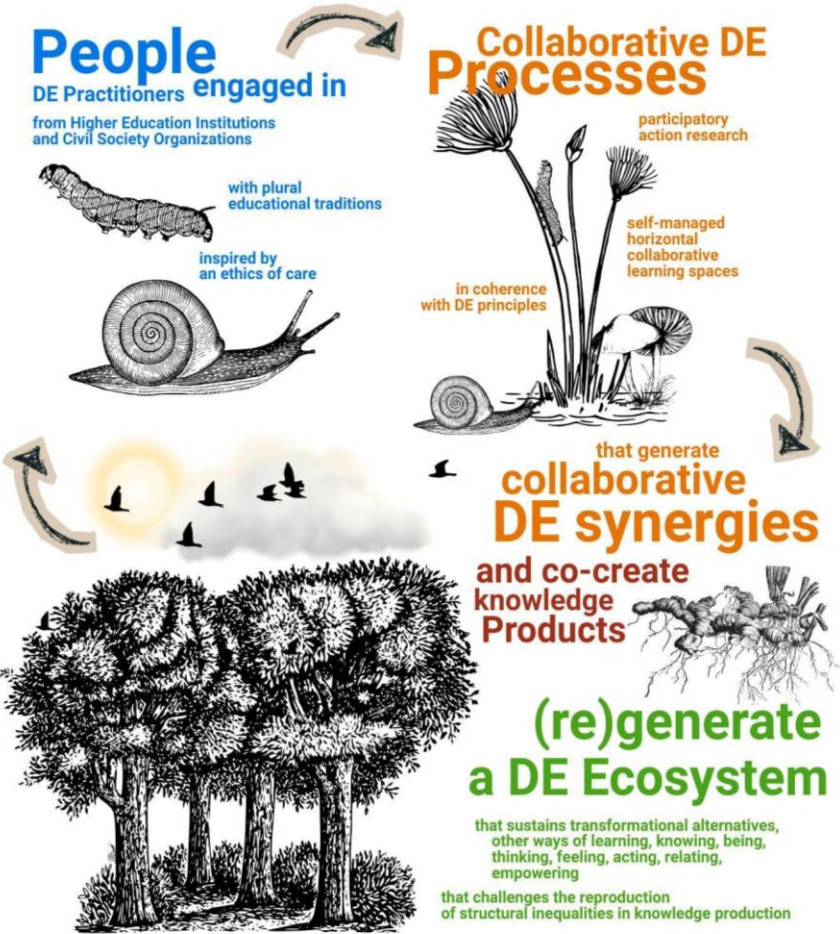 People
DE Practitioners engaged in
from Higher Education Institutions
and Civil Society Organizations
with plural
educational traditions
inspired by
an ethics of care
Collaborative DE
Processes
participatory
action research
self-managed
horizontal
collaborative
learning spaces
in coherence
with DE principles
that generate
collaborative
DE synergies
and co-create
knowledge
Products
(re)generate
a DE Ecosystem
that sustains transformational alternatives,
other ways of learning, knowing, being,
thinking, feeling, acting, relating,
empowering
that challenges the reproduction
of structural inequalities in knowledge production